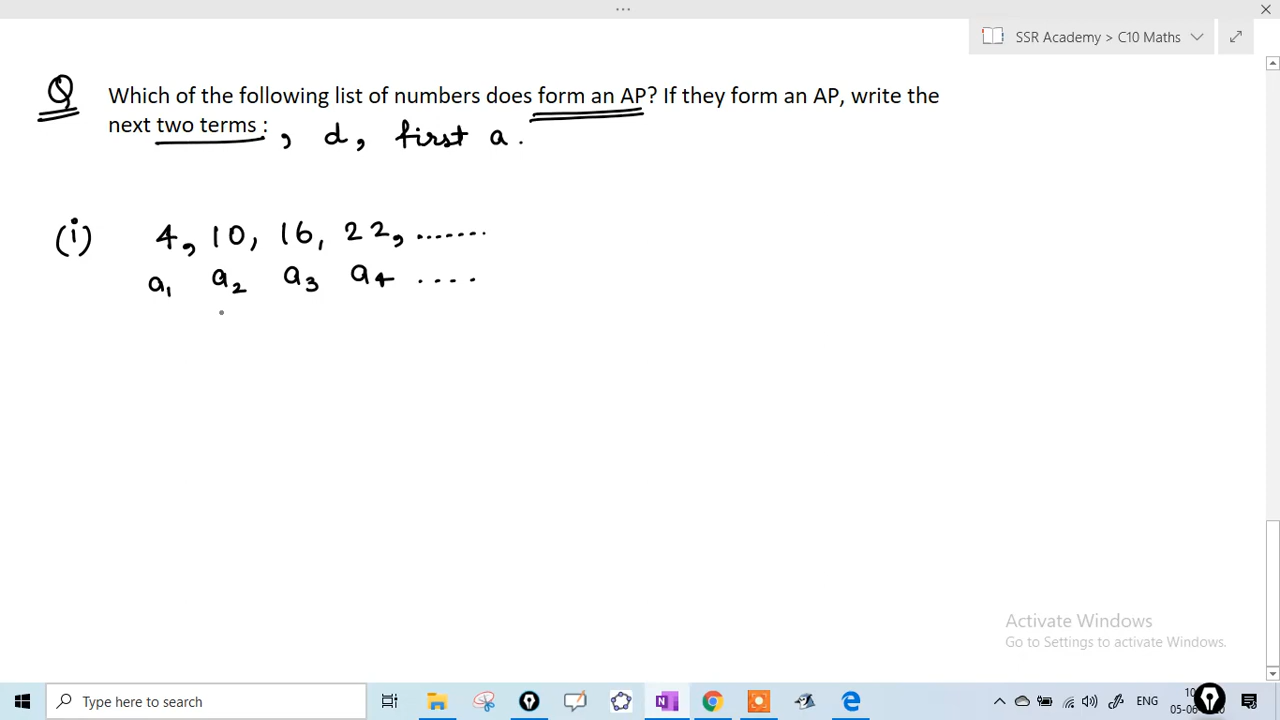 SSR Academy > C10 Maths
Q Which of the following list of numbers does form an AP? If they form an AP, write the
next two terms : , d, first a .
(i) 4, 10, 16, 22, .......
a1 a2 a3 a4 ....
Activate Windows
Go to Settings to activate Windows.
Type here to search
ENG